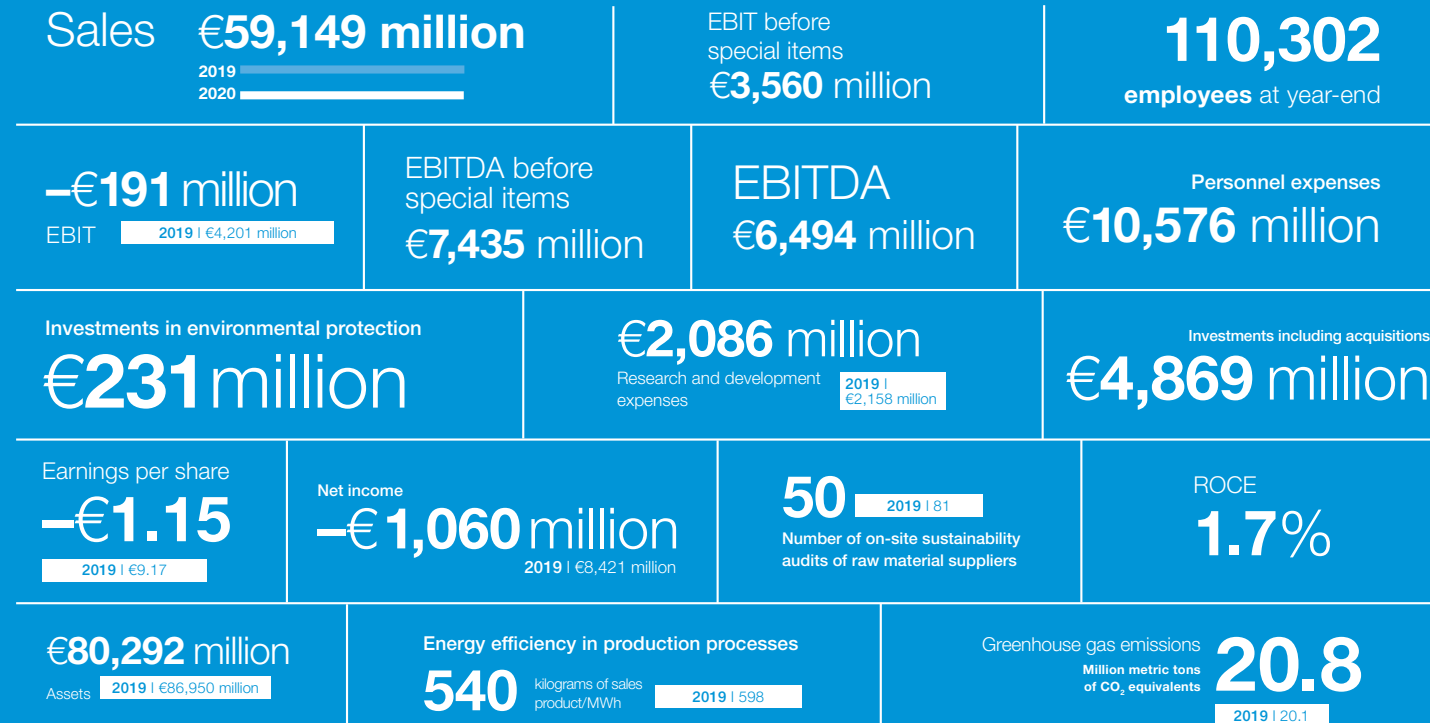 Sales €59,149 million
2019
2020
EBIT before
special items
€3,560 million
110,302
employees at year-end
–€191 million
EBIT 2019 | €4,201 million
EBITDA before
special items
€7,435 million
EBITDA
€6,494 million
Personnel expenses
€10,576 million
Investments in environmental protection
€231 million
€2,086 million
Research and development
expenses
2019 |
€2,158 million
Investments including acquisitions
€4,869 million
Earnings per share
–€1.15
2019 | €9.17
Net income
–€1,060 million
2019 | €8,421 million
50 2019 | 81
Number of on-site sustainability
audits of raw material suppliers
ROCE
1.7%
€80,292 million
Assets 2019 | €86,950 million
Energy efficiency in production processes
540 kilograms of sales
product/MWh
2019 | 598
Greenhouse gas emissions
Million metric tons
of CO₂ equivalents
20.8
2019 | 20.1